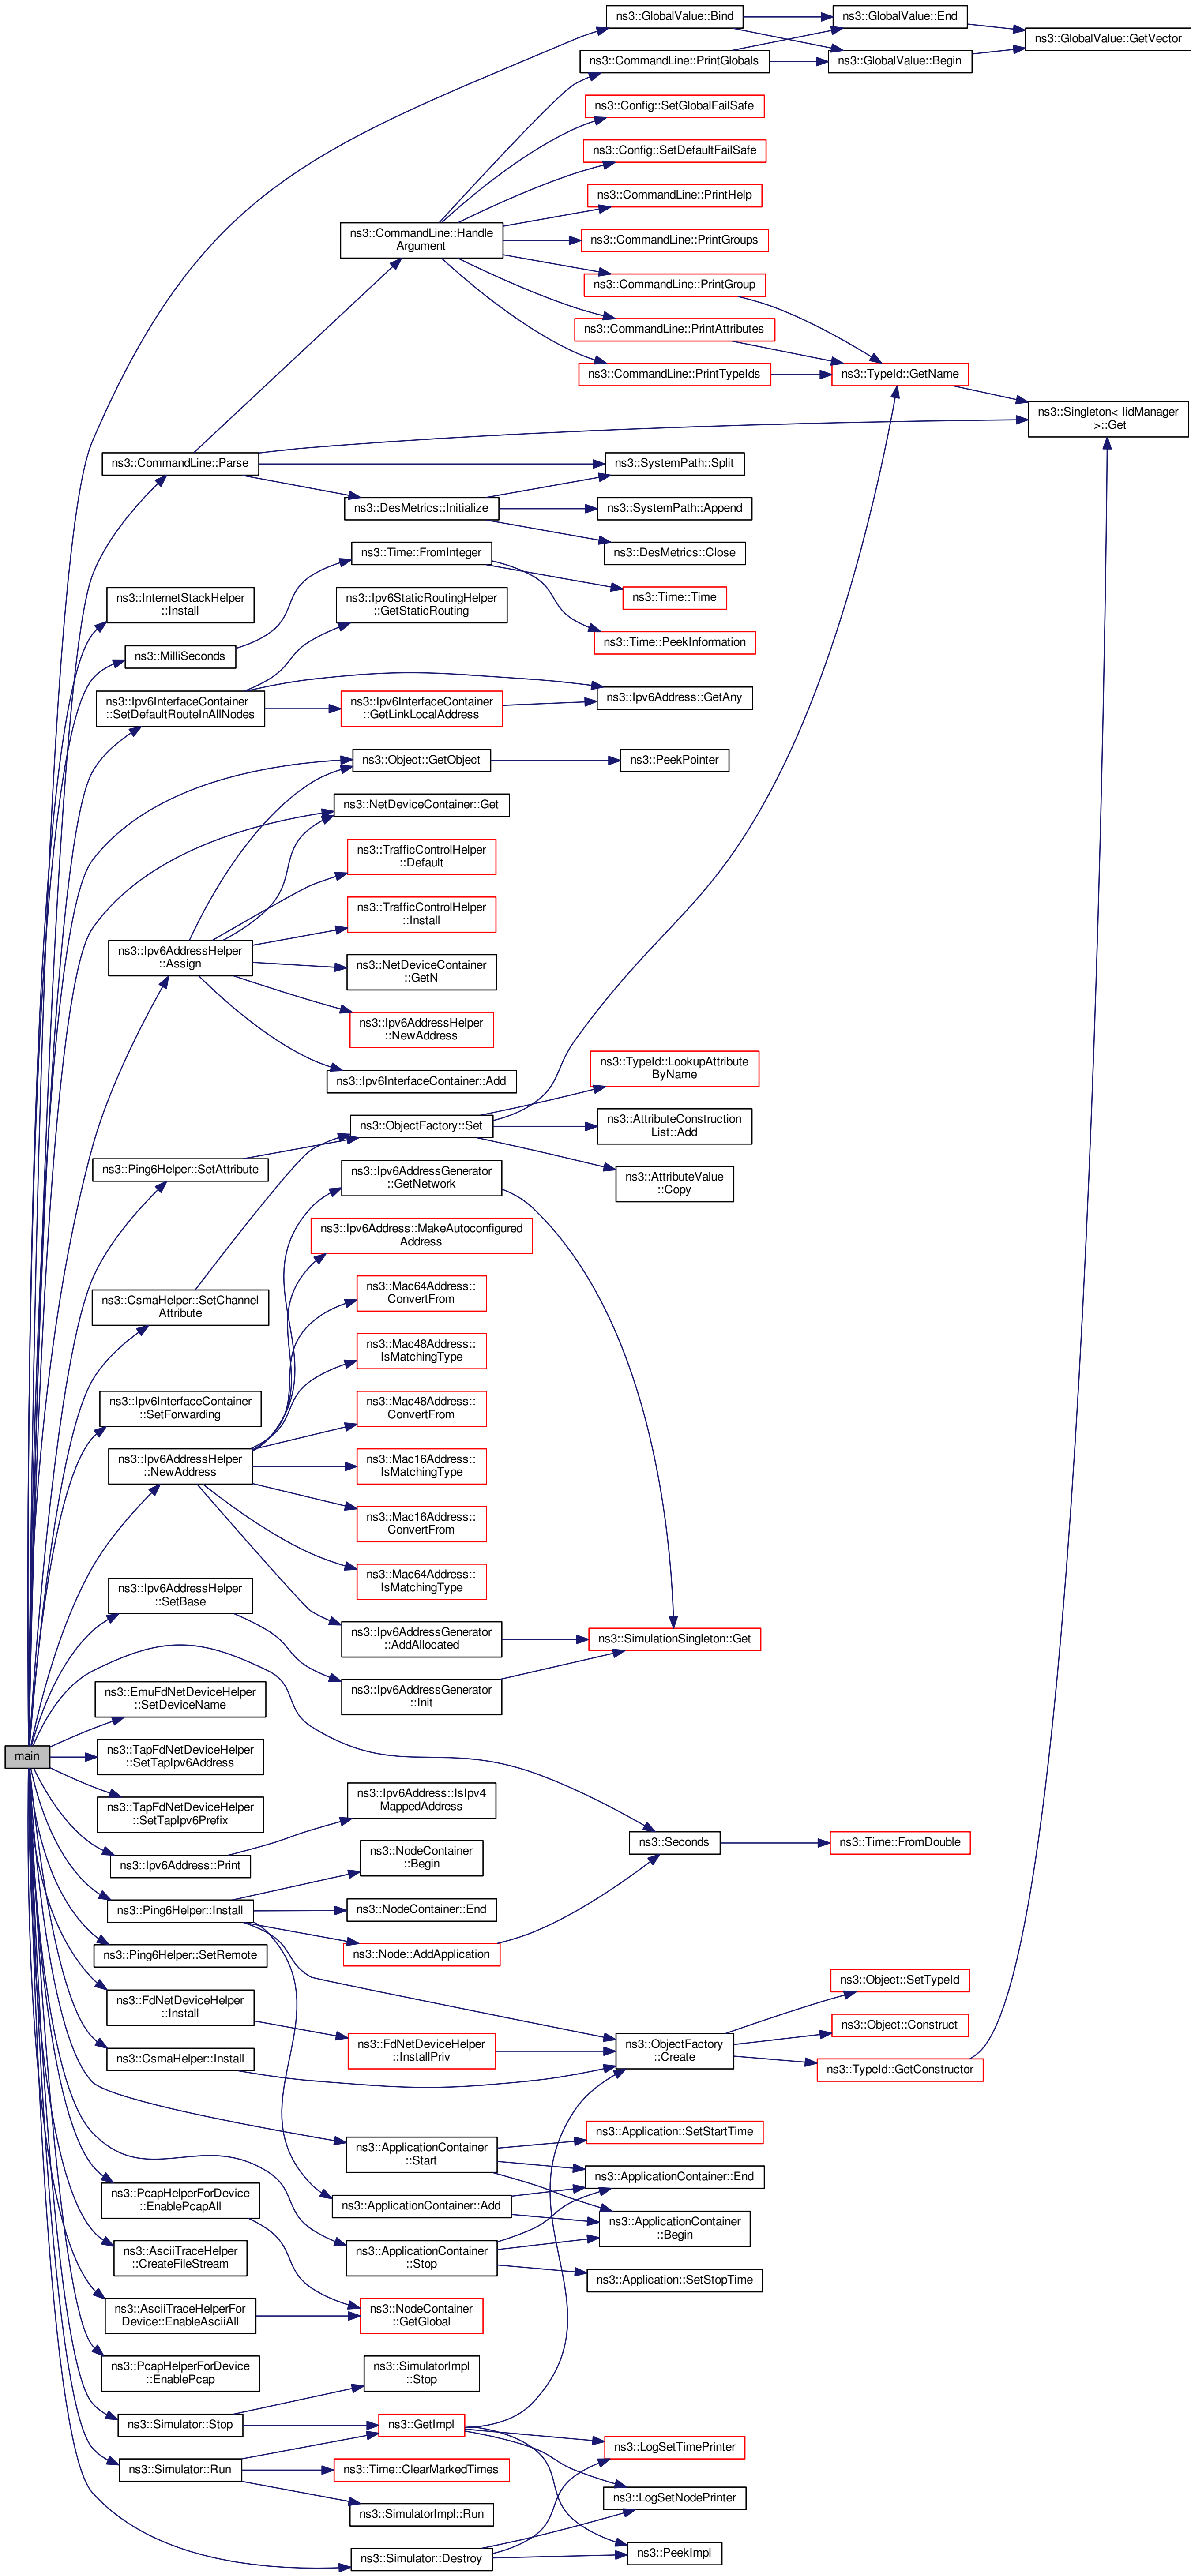 ns3::GlobalValue::Bind
ns3::GlobalValue::End
ns3::GlobalValue::GetVector
ns3::CommandLine::PrintGlobals
ns3::GlobalValue::Begin
ns3::Config::SetGlobalFailSafe
ns3::Config::SetDefaultFailSafe
ns3::CommandLine::PrintHelp
ns3::CommandLine::Handle
Argument
ns3::CommandLine::PrintGroups
ns3::CommandLine::PrintGroup
ns3::CommandLine::PrintAttributes
ns3::CommandLine::PrintTypeIds
ns3::TypeId::GetName
ns3::Singleton< IidManager
>::Get
ns3::CommandLine::Parse
ns3::SystemPath::Split
ns3::DesMetrics::Initialize
ns3::SystemPath::Append
ns3::DesMetrics::Close
ns3::Time::FromInteger
ns3::InternetStackHelper
::Install
ns3::Ipv6StaticRoutingHelper
::GetStaticRouting
ns3::Time::Time
ns3::MilliSeconds
ns3::Time::PeekInformation
ns3::Ipv6InterfaceContainer
::SetDefaultRouteInAllNodes
ns3::Ipv6InterfaceContainer
::GetLinkLocalAddress
ns3::Ipv6Address::GetAny
ns3::Object::GetObject
ns3::PeekPointer
ns3::NetDeviceContainer::Get
ns3::TrafficControlHelper
::Default
ns3::TrafficControlHelper
::Install
ns3::Ipv6AddressHelper
::Assign
ns3::NetDeviceContainer
::GetN
ns3::Ipv6AddressHelper
::NewAddress
ns3::Ipv6InterfaceContainer::Add
ns3::TypeId::LookupAttribute
ByName
ns3::ObjectFactory::Set
ns3::AttributeConstruction
List::Add
ns3::Ping6Helper::SetAttribute
ns3::Ipv6AddressGenerator
::GetNetwork
ns3::AttributeValue
::Copy
ns3::Ipv6Address::MakeAutoconfigured
Address
ns3::CsmaHelper::SetChannel
Attribute
ns3::Mac64Address::
ConvertFrom
ns3::Mac48Address::
IsMatchingType
ns3::Ipv6InterfaceContainer
::SetForwarding
ns3::Mac48Address::
ConvertFrom
ns3::Ipv6AddressHelper
::NewAddress
ns3::Mac16Address::
IsMatchingType
ns3::Mac16Address::
ConvertFrom
ns3::Mac64Address::
IsMatchingType
ns3::Ipv6AddressHelper
::SetBase
ns3::Ipv6AddressGenerator
::AddAllocated
ns3::SimulationSingleton::Get
ns3::Ipv6AddressGenerator
::Init
ns3::EmuFdNetDeviceHelper
::SetDeviceName
main
ns3::TapFdNetDeviceHelper
::SetTapIpv6Address
ns3::TapFdNetDeviceHelper
::SetTapIpv6Prefix
ns3::Ipv6Address::IsIpv4
MappedAddress
ns3::Seconds
ns3::Time::FromDouble
ns3::Ipv6Address::Print
ns3::NodeContainer
::Begin
ns3::Ping6Helper::Install
ns3::NodeContainer::End
ns3::Ping6Helper::SetRemote
ns3::Node::AddApplication
ns3::Object::SetTypeId
ns3::FdNetDeviceHelper
::Install
ns3::Object::Construct
ns3::FdNetDeviceHelper
::InstallPriv
ns3::ObjectFactory
::Create
ns3::CsmaHelper::Install
ns3::TypeId::GetConstructor
ns3::Application::SetStartTime
ns3::ApplicationContainer
::Start
ns3::ApplicationContainer::End
ns3::PcapHelperForDevice
::EnablePcapAll
ns3::ApplicationContainer::Add
ns3::ApplicationContainer
::Begin
ns3::AsciiTraceHelper
::CreateFileStream
ns3::ApplicationContainer
::Stop
ns3::Application::SetStopTime
ns3::AsciiTraceHelperFor
Device::EnableAsciiAll
ns3::NodeContainer
::GetGlobal
ns3::PcapHelperForDevice
::EnablePcap
ns3::SimulatorImpl
::Stop
ns3::Simulator::Stop
ns3::GetImpl
ns3::LogSetTimePrinter
ns3::Simulator::Run
ns3::Time::ClearMarkedTimes
ns3::LogSetNodePrinter
ns3::SimulatorImpl::Run
ns3::Simulator::Destroy
ns3::PeekImpl